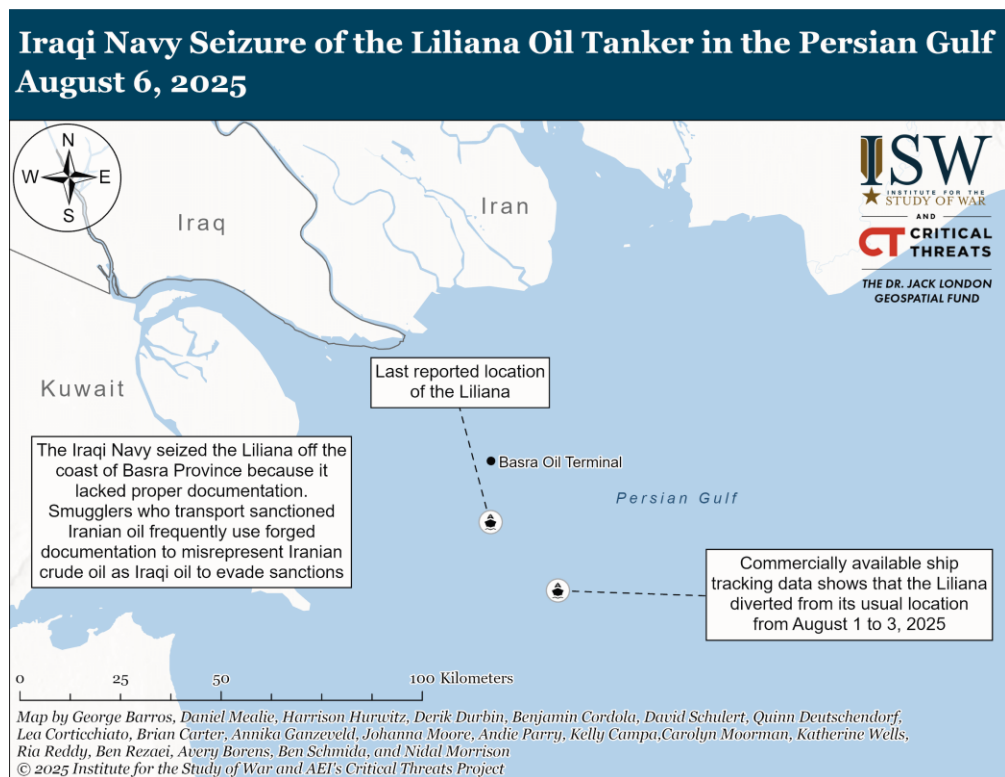 Iraqi Navy Seizure of the Liliana Oil Tanker in the Persian Gulf
August 6, 2025
N
W
E
S
Iraq
Iran
Kuwait
ISW
INSTITUTE FOR THE
STUDY OF WAR
AND
CT CRITICAL
THREATS
THE DR. JACK LONDON
GEOSPATIAL FUND
Last reported location
of the Liliana
The Iraqi Navy seized the Liliana off the
coast of Basra Province because it
lacked proper documentation.
Smugglers who transport sanctioned
Iranian oil frequently use forged
documentation to misrepresent Iranian
crude oil as Iraqi oil to evade sanctions
Basra Oil Terminal
Persian Gulf
Commercially available ship
tracking data shows that the Liliana
diverted from its usual location
from August 1 to 3, 2025
0 25 50 100 Kilometers
Map by George Barros, Daniel Mealie, Harrison Hurwitz, Derik Durbin, Benjamin Cordola, David Schulert, Quinn Deutschendorf,
Lea Corticchiato, Brian Carter, Annika Ganzeveld, Johanna Moore, Andie Parry, Kelly Campa,Carolyn Moorman, Katherine Wells,
Ria Reddy, Ben Rezaei, Avery Borens, Ben Schmida, and Nidal Morrison
© 2025 Institute for the Study of War and AEI's Critical Threats Project